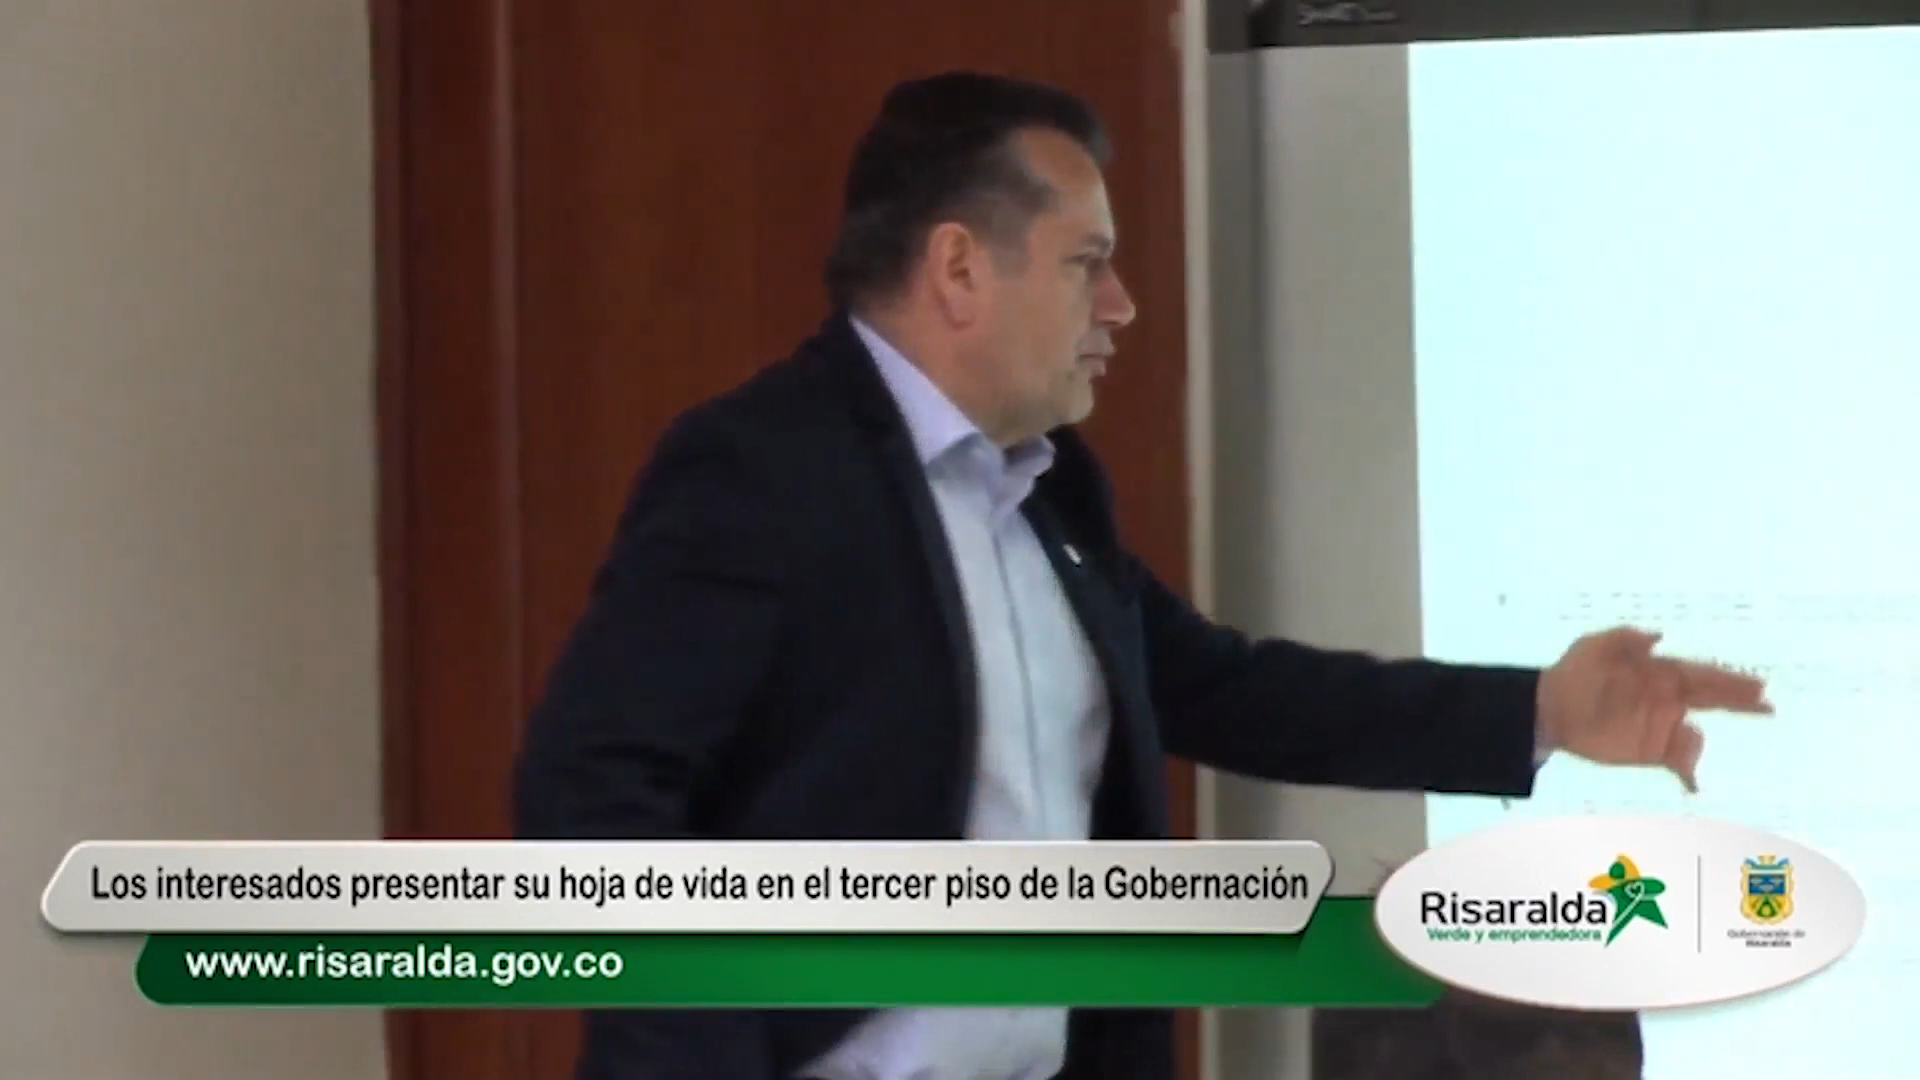 Los interesados presentar su hoja de vida en el tercer piso de la Gobernación
www.risaralda.gov.co
Risaralda
Verde y emprendedora
Gobernación de
Risaralda